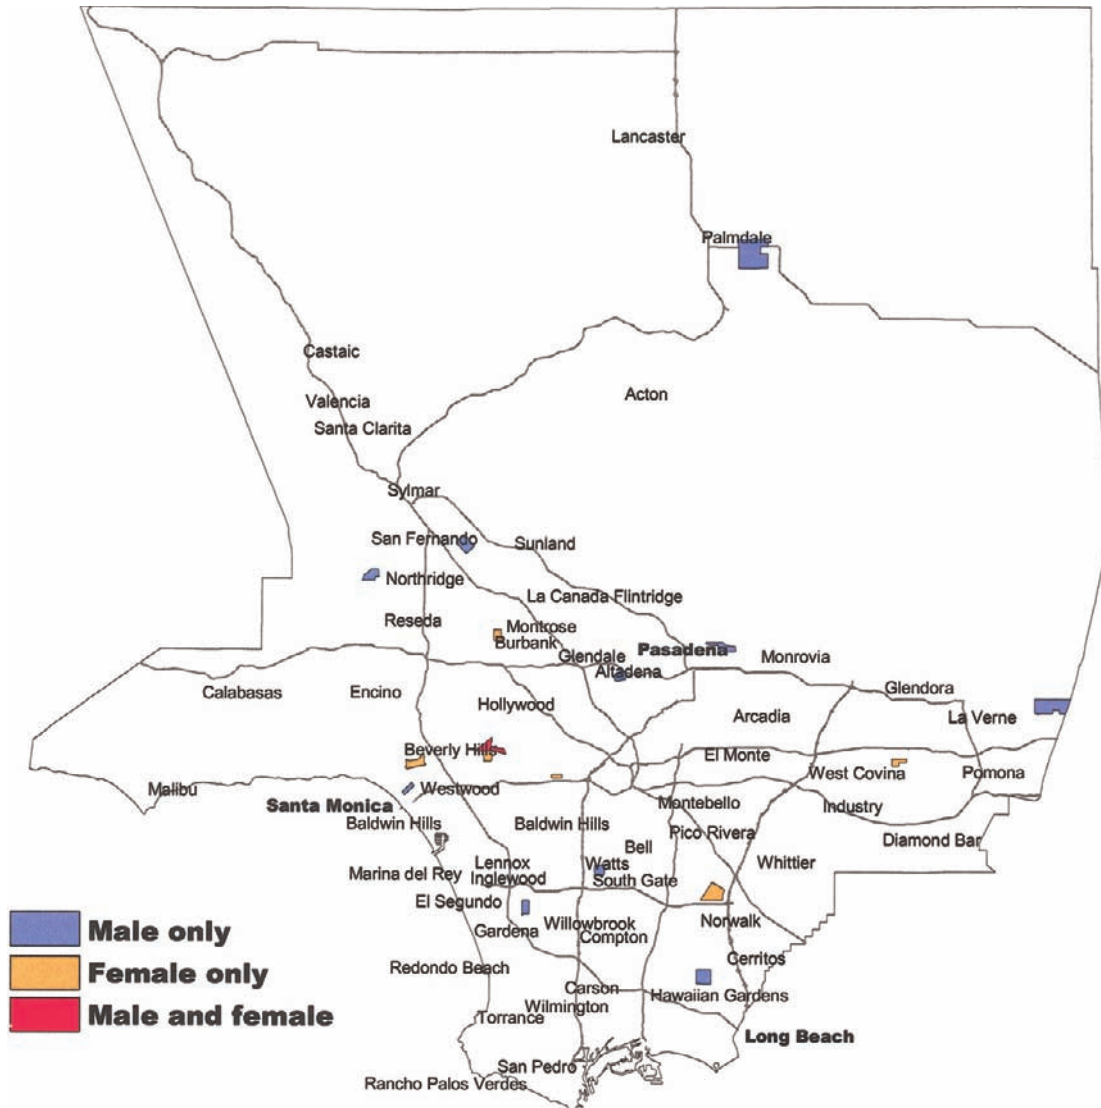 Lancaster
Palmdale
Castaic
Acton
Valencia
Santa Clarita
Sylmar
San Fernando
Sunland
Northridge
La Canada Flintridge
Reseda
Montrose
Burbank
Glendale
Pasadena
Monrovia
Altadena
Calabasas
Encino
Glendora
Hollywood
Arcadia
La Verne
Beverly Hills
El Monte
West Covina
Pomona
Malibu
Westwood
Santa Monica
Montebello
Industry
Baldwin Hills
Baldwin Hills
Pico Rivera
Diamond Bar
Bell
Lennox
Watts
Whittier
Marina del Rey
Inglewood
South Gate
El Segundo
Willowbrook
Norwalk
Gardena
Compton
Male only
Cerritos
Redondo Beach
Female only
Carson
Hawaiian Gardens
Wilmington
Male and female
Torrance
Long Beach
San Pedro
Rancho Palos Verdes